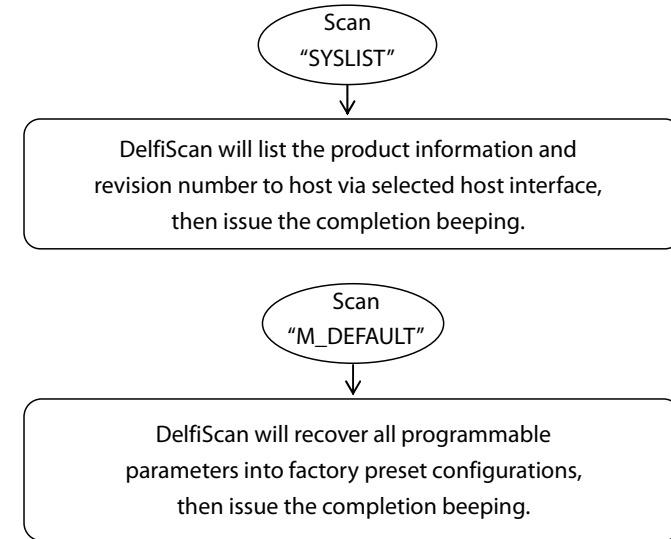 Scan
“SYSLIST”
DelfiScan will list the product information and
revision number to host via selected host interface,
then issue the completion beeping.
Scan
“M_DEFAULT”
DelfiScan will recover all programmable
parameters into factory preset configurations,
then issue the completion beeping.